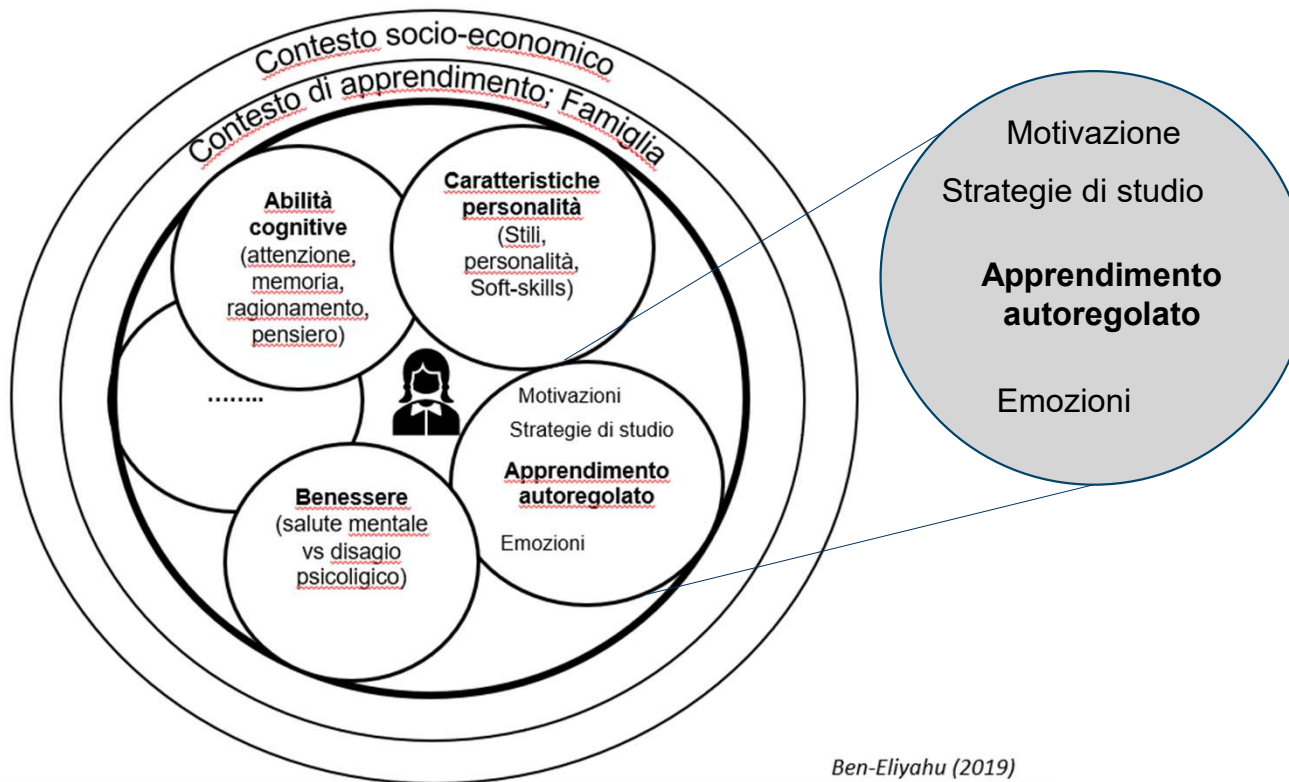 Contesto socio-economico
Contesto di apprendimento; Famiglia
Abilità
cognitive
(attenzione,
memoria,
ragionamento,
pensiero)
Caratteristiche
personalità
(Stili,
personalità,
Soft-skills)
……..
Motivazioni
Strategie di studio
Apprendimento
autoregolato
Emozioni
Benessere
(salute mentale
vs disagio
psicoligico)
Motivazione
Strategie di studio
Apprendimento
autoregolato
Emozioni
Ben-Eliyahu (2019)